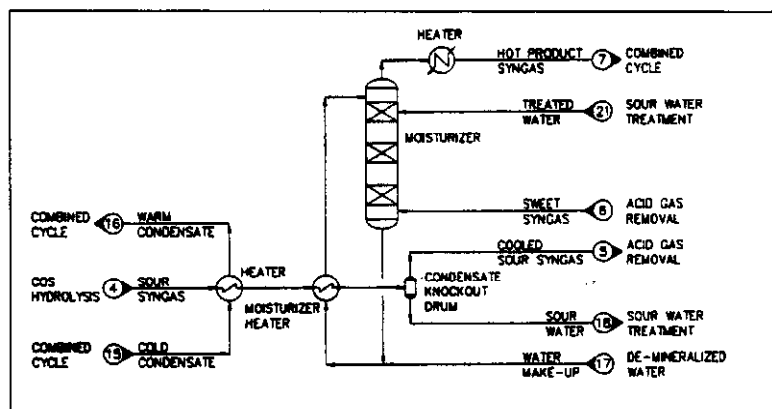 HEATER
HOT PRODUCT
SYNGAS
7
COMBINED
CYCLE
TREATED
WATER
21
SOUR WATER
TREATMENT
MOISTURIZER
SWEET
SYNGAS
6
ACID GAS
REMOVAL
COMBINED
CYCLE
16
WARM
CONDENSATE
COOLED
SOUR SYNGAS
5
ACID GAS
REMOVAL
COS
HYDROLYSIS
4
SOUR
SYNGAS
HEATER
MOISTURIZER
HEATER
CONDENSATE
KNOCKOUT
DRUM
SOUR
WATER
18
SOUR WATER
TREATMENT
COMBINED
CYCLE
15
COLD
CONDENSATE
WATER
MAKE-UP
17
DE-MINERALIZED
WATER